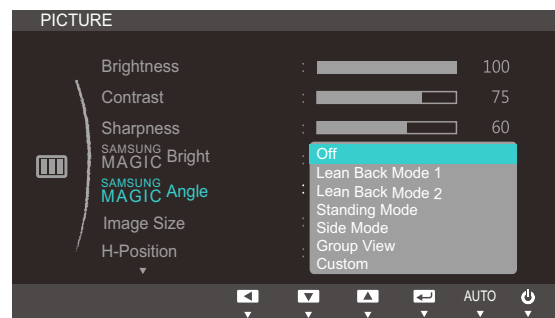 PICTURE
Brightness : 100
Contrast : 75
Sharpness : 60
SAMSUNG
MAGIC Bright :
SAMSUNG
MAGIC Angle :
Image Size :
H-Position :
Off
Lean Back Mode 1
Lean Back Mode 2
Standing Mode
Side Mode
Group View
Custom
AUTO